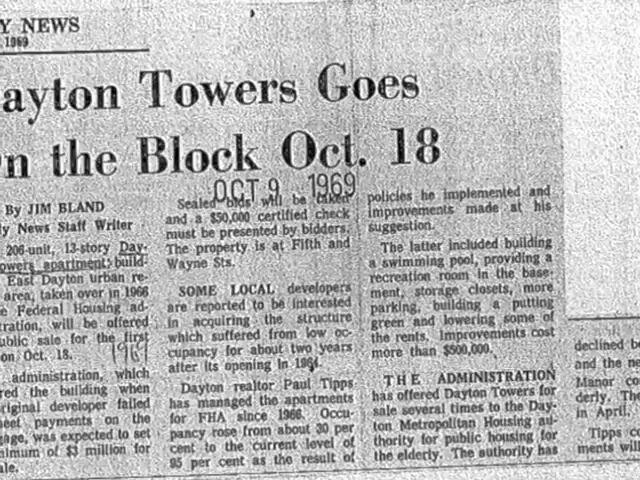 Y NEWS
1969
ayton Towers Goes
n the Block Oct. 18
OCT 9 1969
By JIM BLAND
ly News Staff Writer
206-unit, 13-story Day-
owers apartment build-
East Dayton urban re-
area, taken over in 1966
e Federal Housing ad-
tration, will be offered
ublic sale for the first
on Oct. 18.
1969
administration, which
red the building when
riginal developer failed
eet payments on the
gage, was expected to set
nimum of $3 million for
ale.
Sealed bids will be taken
and a $50,000 certified check
must be presented by bidders.
The property is at Fifth and
Wayne Sts.
SOME LOCAL developers
are reported to be interested
in acquiring the structure
which suffered from low oc-
cupancy for about two years
after its opening in
Dayton realtor Paul Tipps
has managed the apartments
for FHA since 1966. Occu-
pancy rose from about 30 per
cent to the current level of
95 per cent as the result of
policies he implemented and
improvements made at his
suggestion.
The latter included building
a swimming pool, providing a
recreation room in the base-
ment, storage closets, more
parking, building a putting
green and lowering some of
the rents. Improvements cost
more than $500,000.
THE ADMINISTRATION
has offered Dayton Towers for
sale several times to the Day-
ton Metropolitan Housing au-
thority for public housing for
the elderly. The authority has
declined b
and the ne
Manor co
derly. The
in April,
Tipps co
ments will